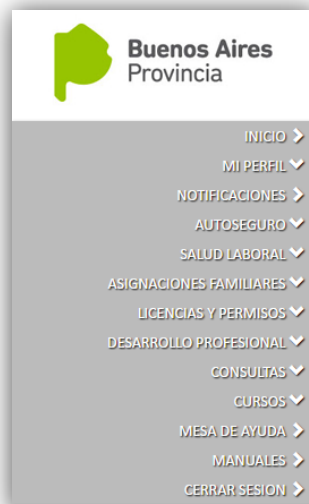 Buenos Aires
Provincia
INICIO
MI PERFIL
NOTIFICACIONES
AUTOSEGURO
SALUD LABORAL
ASIGNACIONES FAMILIARES
LICENCIAS Y PERMISOS
DESARROLLO PROFESIONAL
CONSULTAS
CURSOS
MESA DE AYUDA
MANUALES
CERRAR SESION